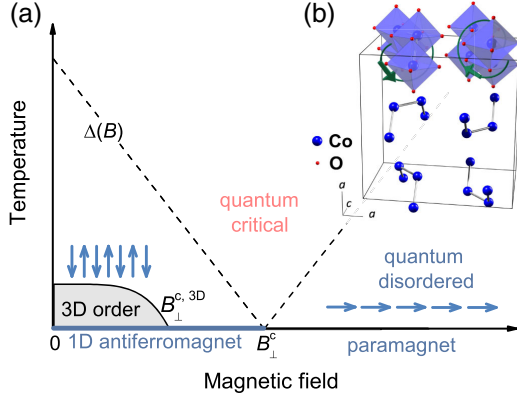 (a)
(b)
Temperature
Δ(B)
quantum
critical
Co
O
a
c
a
quantum
disordered
3D order
B⊥^c, 3D
0
1D antiferromagnet
B⊥^c
paramagnet
Magnetic field